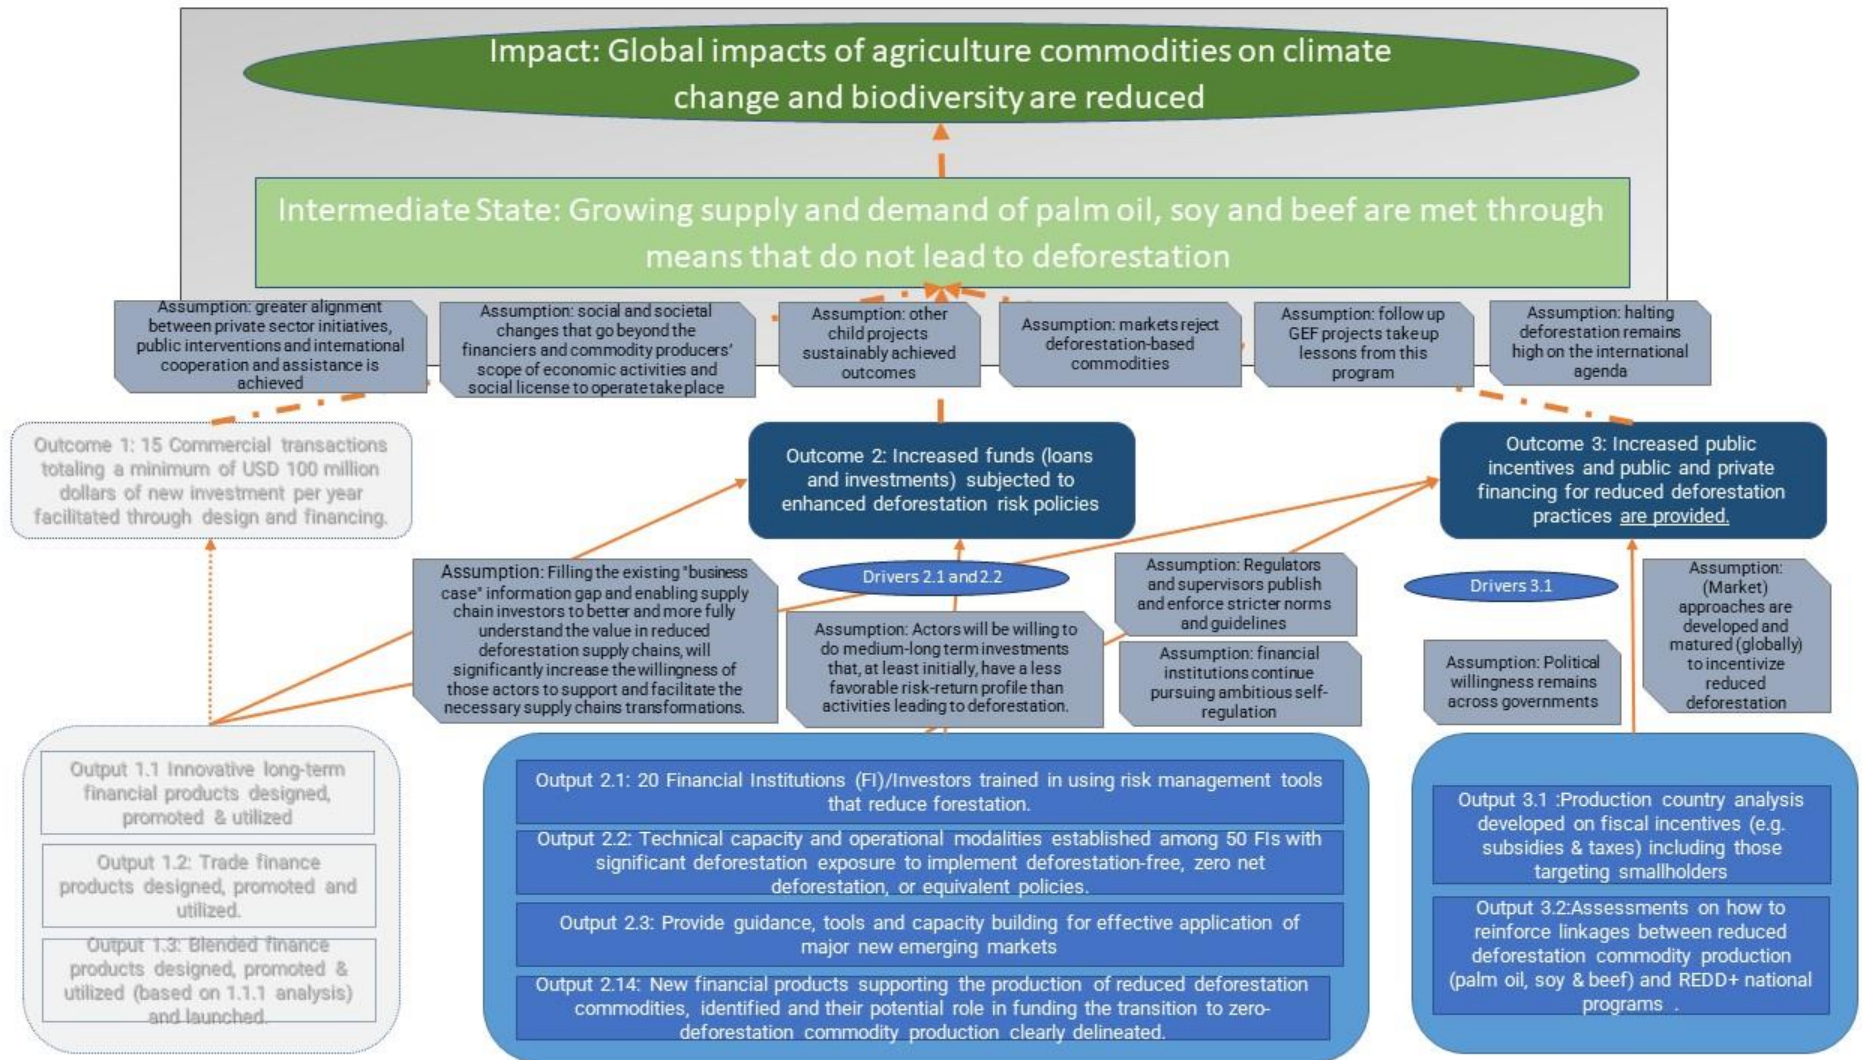 Impact: Global impacts of agriculture commodities on climate
change and biodiversity are reduced
Intermediate State: Growing supply and demand of palm oil, soy and beef are met through
means that do not lead to deforestation
Assumption: greater alignment
between private sector initiatives,
public interventions and international
cooperation and assistance is
achieved
Assumption: social and societal
changes that go beyond the
financiers and commodity producers'
scope of economic activities and
social license to operate take place
Assumption: other
child projects
sustainably achieved
outcomes
Assumption: markets reject
deforestation-based
commodities
Assumption: follow up
GEF projects take up
lessons from this
program
Assumption: halting
deforestation remains
high on the international
agenda
Outcome 1: 15 Commercial transactions
totaling a minimum of USD 100 million
dollars of new investment per year
facilitated through design and financing.
Outcome 2: Increased funds (loans
and investments) subjected to
enhanced deforestation risk policies
Outcome 3: Increased public
incentives and public and private
financing for reduced deforestation
practices are provided.
Assumption: Filling the existing "business
case" information gap and enabling supply
chain investors to better and more fully
understand the value in reduced
deforestation supply chains, will
significantly increase the willingness of
those actors to support and facilitate the
necessary supply chains transformations.
Drivers 2.1 and 2.2
Assumption: Actors will be willing to
do medium-long term investments
that, at least initially, have a less
favorable risk-return profile than
activities leading to deforestation.
Assumption: Regulators
and supervisors publish
and enforce stricter norms
and guidelines
Assumption: financial
institutions continue
pursuing ambitious self-
regulation
Drivers 3.1
Assumption: Political
willingness remains
across governments
Assumption:
(Market)
approaches are
developed and
matured (globally)
to incentivize
reduced
deforestation
Output 1.1 Innovative long-term
financial products designed,
promoted & utilized
Output 1.2: Trade finance
products designed, promoted and
utilized.
Output 1.3: Blended finance
products designed, promoted &
utilized (based on 1.1.1 analysis)
and launched.
Output 2.1: 20 Financial Institutions (FI)/Investors trained in using risk management tools
that reduce forestation.
Output 2.2: Technical capacity and operational modalities established among 50 FIs with
significant deforestation exposure to implement deforestation-free, zero net
deforestation, or equivalent policies.
Output 2.3: Provide guidance, tools and capacity building for effective application of
major new emerging markets
Output 2.14: New financial products supporting the production of reduced deforestation
commodities, identified and their potential role in funding the transition to zero-
deforestation commodity production clearly delineated.
Output 3.1 :Production country analysis
developed on fiscal incentives (e.g.
subsidies & taxes) including those
targeting smallholders
Output 3.2:Assessments on how to
reinforce linkages between reduced
deforestation commodity production
(palm oil, soy & beef) and REDD+ national
programs .